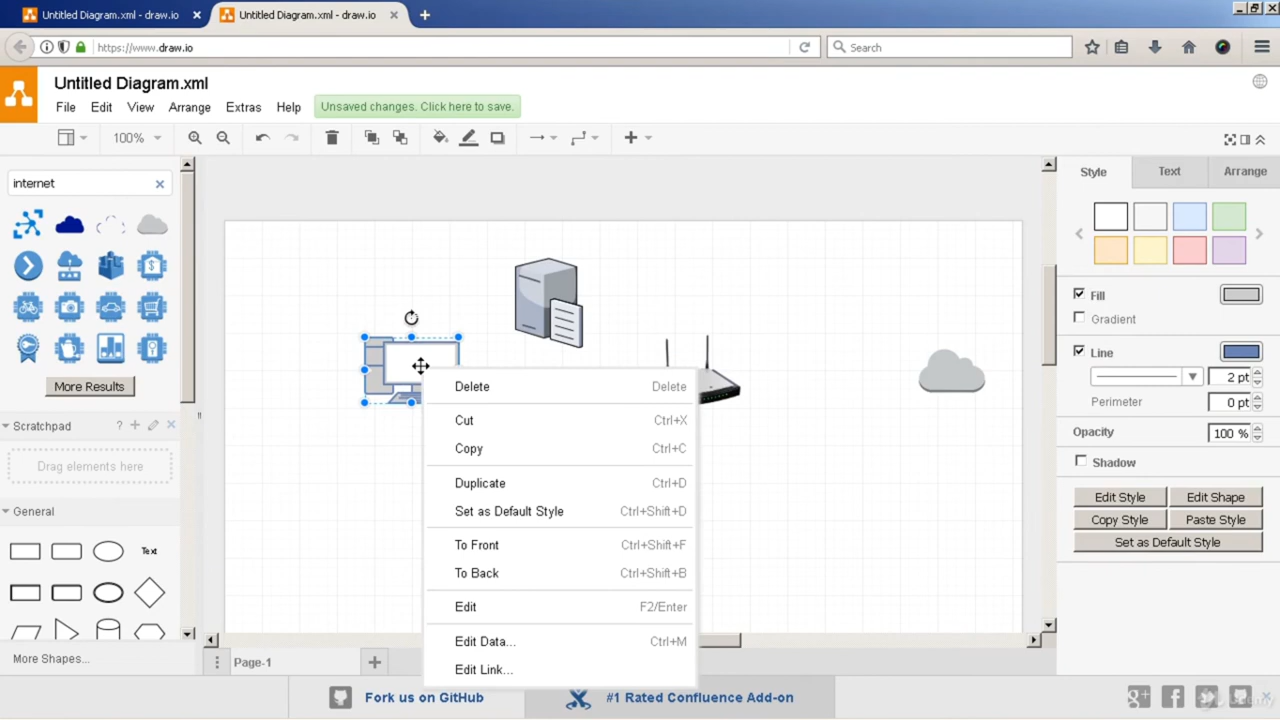 Untitled Diagram.xml - draw.io
Untitled Diagram.xml - draw.io
https://www.draw.io
Search
Untitled Diagram.xml
File Edit View Arrange Extras Help Unsaved changes. Click here to save.
100%
internet
More Results
Scratchpad
Drag elements here
General
Text
More Shapes...
Delete Delete
Cut Ctrl+X
Copy Ctrl+C
Duplicate Ctrl+D
Set as Default Style Ctrl+Shift+D
To Front Ctrl+Shift+F
To Back Ctrl+Shift+B
Edit F2/Enter
Edit Data... Ctrl+M
Edit Link...
Style Text Arrange
Fill
Gradient
Line
2 pt
Perimeter 0 pt
Opacity 100 %
Shadow
Edit Style Edit Shape
Copy Style Paste Style
Set as Default Style
Page-1
Fork us on GitHub #1 Rated Confluence Add-on
Udemy